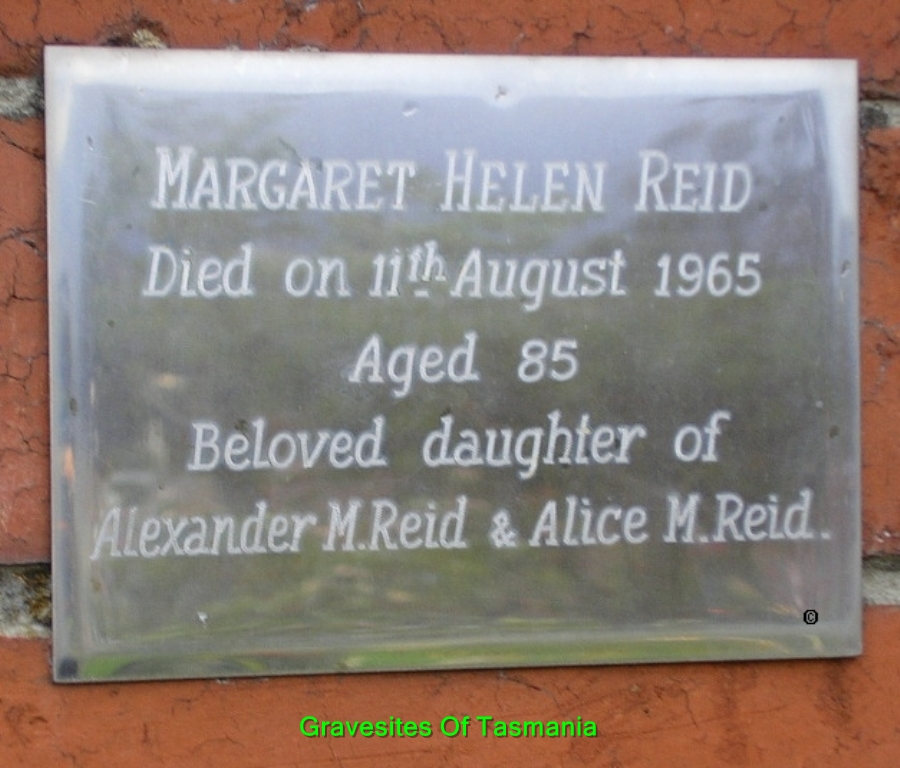 MARGARET HELEN REID
Died on 11th August 1965
Aged 85
Beloved daughter of
Alexander M.Reid & Alice M.Reid.
©
Gravesites Of Tasmania